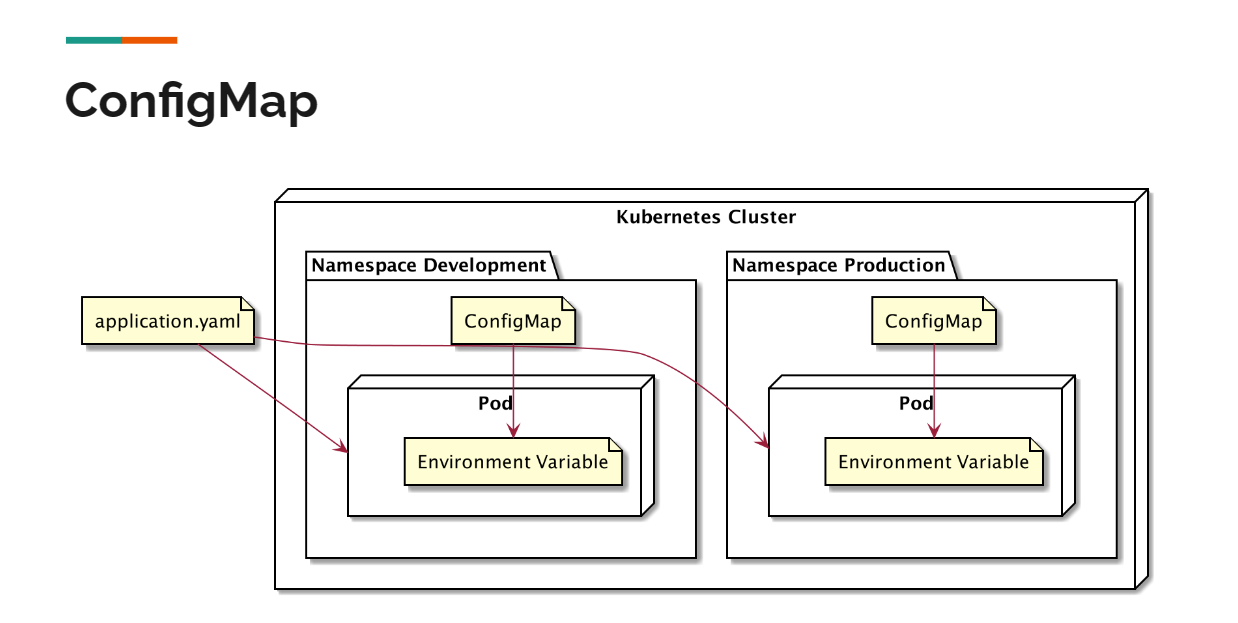 ConfigMap
Kubernetes Cluster
Namespace Development
Namespace Production
application.yaml
ConfigMap
ConfigMap
Pod
Pod
Environment Variable
Environment Variable